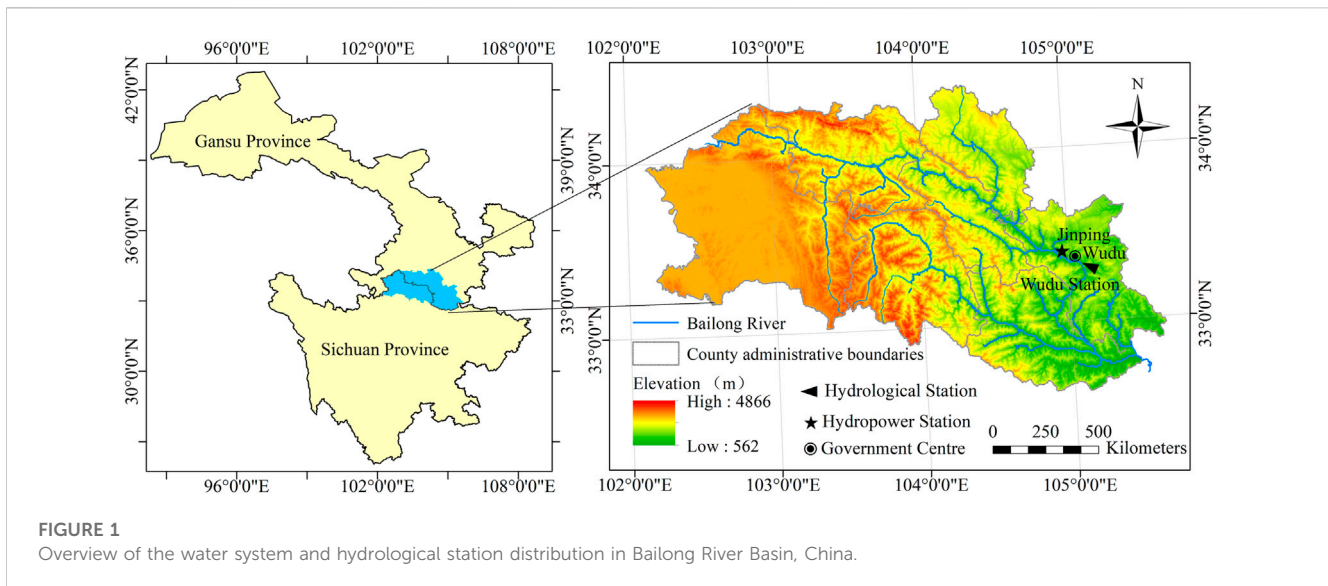 96°0'0"E 102°0'0"E 108°0'0"E
42°0'0"N
39°0'0"N
36°0'0"N
33°0'0"N
30°0'0"N
Gansu Province
Sichuan Province
96°0'0"E 102°0'0"E 108°0'0"E
102°0'0"E 103°0'0"E 104°0'0"E 105°0'0"E
34°0'0"N
33°0'0"N
N
34°0'0"N
33°0'0"N
Jinping
Wudu
Wudu Station
Bailong River
County administrative boundaries
Elevation （m）
High : 4866
Low : 562
Hydrological Station
Hydropower Station
Government Centre
0 250 500
Kilometers
102°0'0"E 103°0'0"E 104°0'0"E 105°0'0"E
FIGURE 1
Overview of the water system and hydrological station distribution in Bailong River Basin, China.